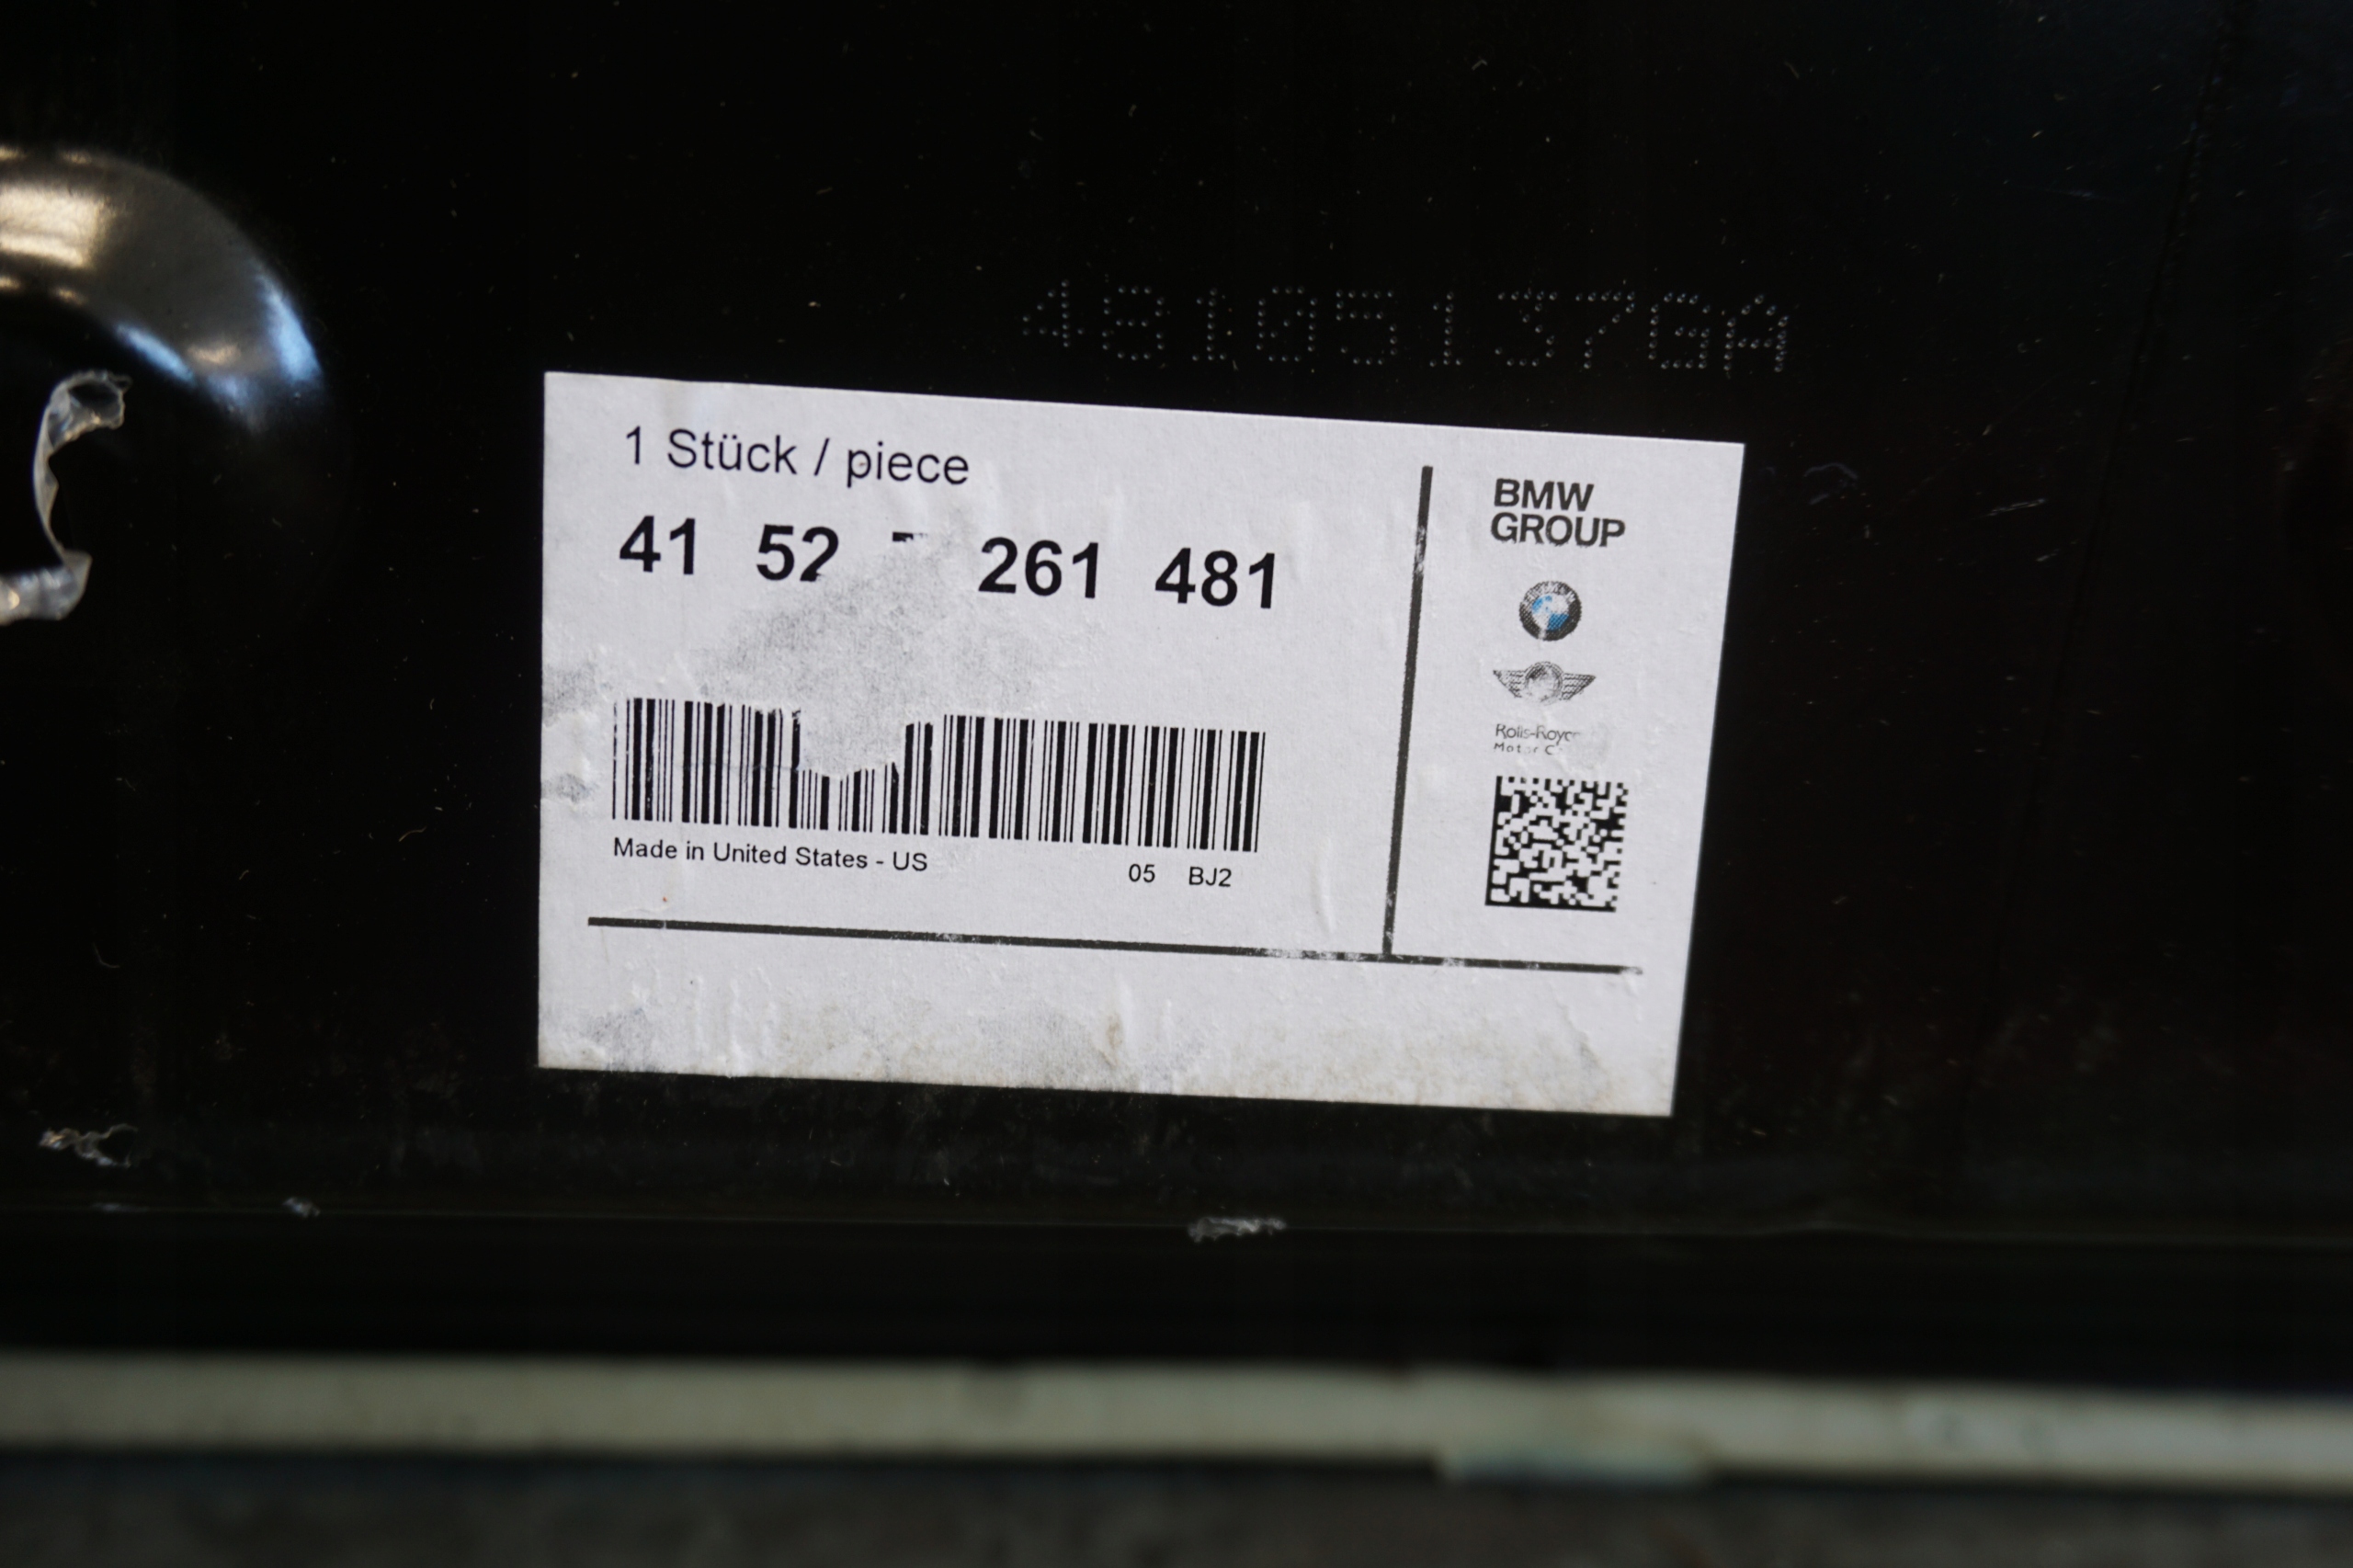 48105137GA
1 Stück / piece
41 52 261 481
Made in United States - US
05 BJ2
BMW
GROUP